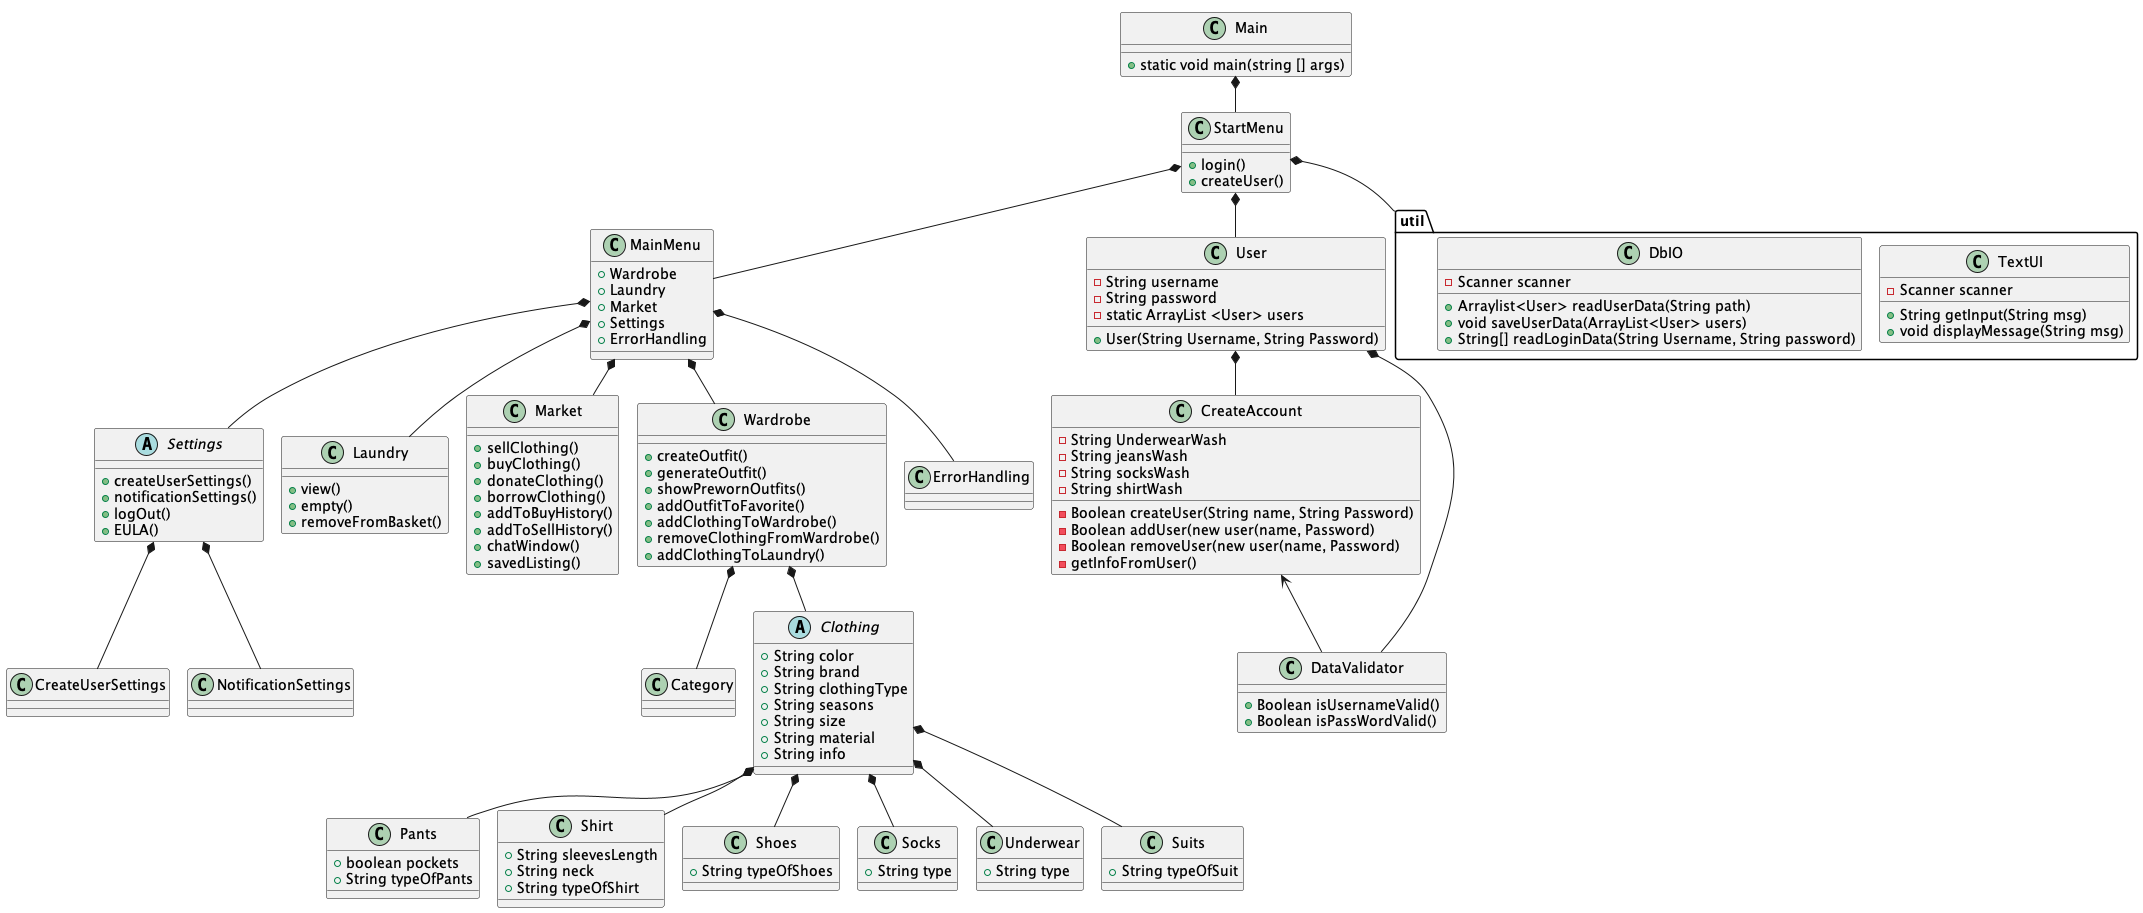 C Main
+ static void main(string [] args)
C StartMenu
login()
createUser()
util
C MainMenu
Wardrobe
Laundry
Market
Settings
ErrorHandling
C User
String username
String password
static ArrayList <User> users
User(String Username, String Password)
C DbIO
Scanner scanner
Arraylist<User> readUserData(String path)
void saveUserData(ArrayList<User> users)
String[] readLoginData(String Username, String password)
C TextUI
Scanner scanner
String getInput(String msg)
void displayMessage(String msg)
A Settings
createUserSettings()
notificationSettings()
logOut()
EULA()
C Laundry
view()
empty()
removeFromBasket()
C Market
sellClothing()
buyClothing()
donateClothing()
borrowClothing()
addToBuyHistory()
addToSellHistory()
chatWindow()
savedListing()
C Wardrobe
createOutfit()
generateOutfit()
showPrewornOutfits()
addOutfitToFavorite()
addClothingToWardrobe()
removeClothingFromWardrobe()
addClothingToLaundry()
C ErrorHandling
C CreateAccount
String UnderwearWash
String jeansWash
String socksWash
String shirtWash
Boolean createUser(String name, String Password)
Boolean addUser(new user(name, Password)
Boolean removeUser(new user(name, Password)
getInfoFromUser()
C CreateUserSettings
C NotificationSettings
C Category
A Clothing
String color
String brand
String clothingType
String seasons
String size
String material
String info
C DataValidator
Boolean isUsernameValid()
Boolean isPassWordValid()
C Pants
boolean pockets
String typeOfPants
C Shirt
String sleevesLength
String neck
String typeOfShirt
C Shoes
String typeOfShoes
C Socks
String type
C Underwear
String type
C Suits
String typeOfSuit